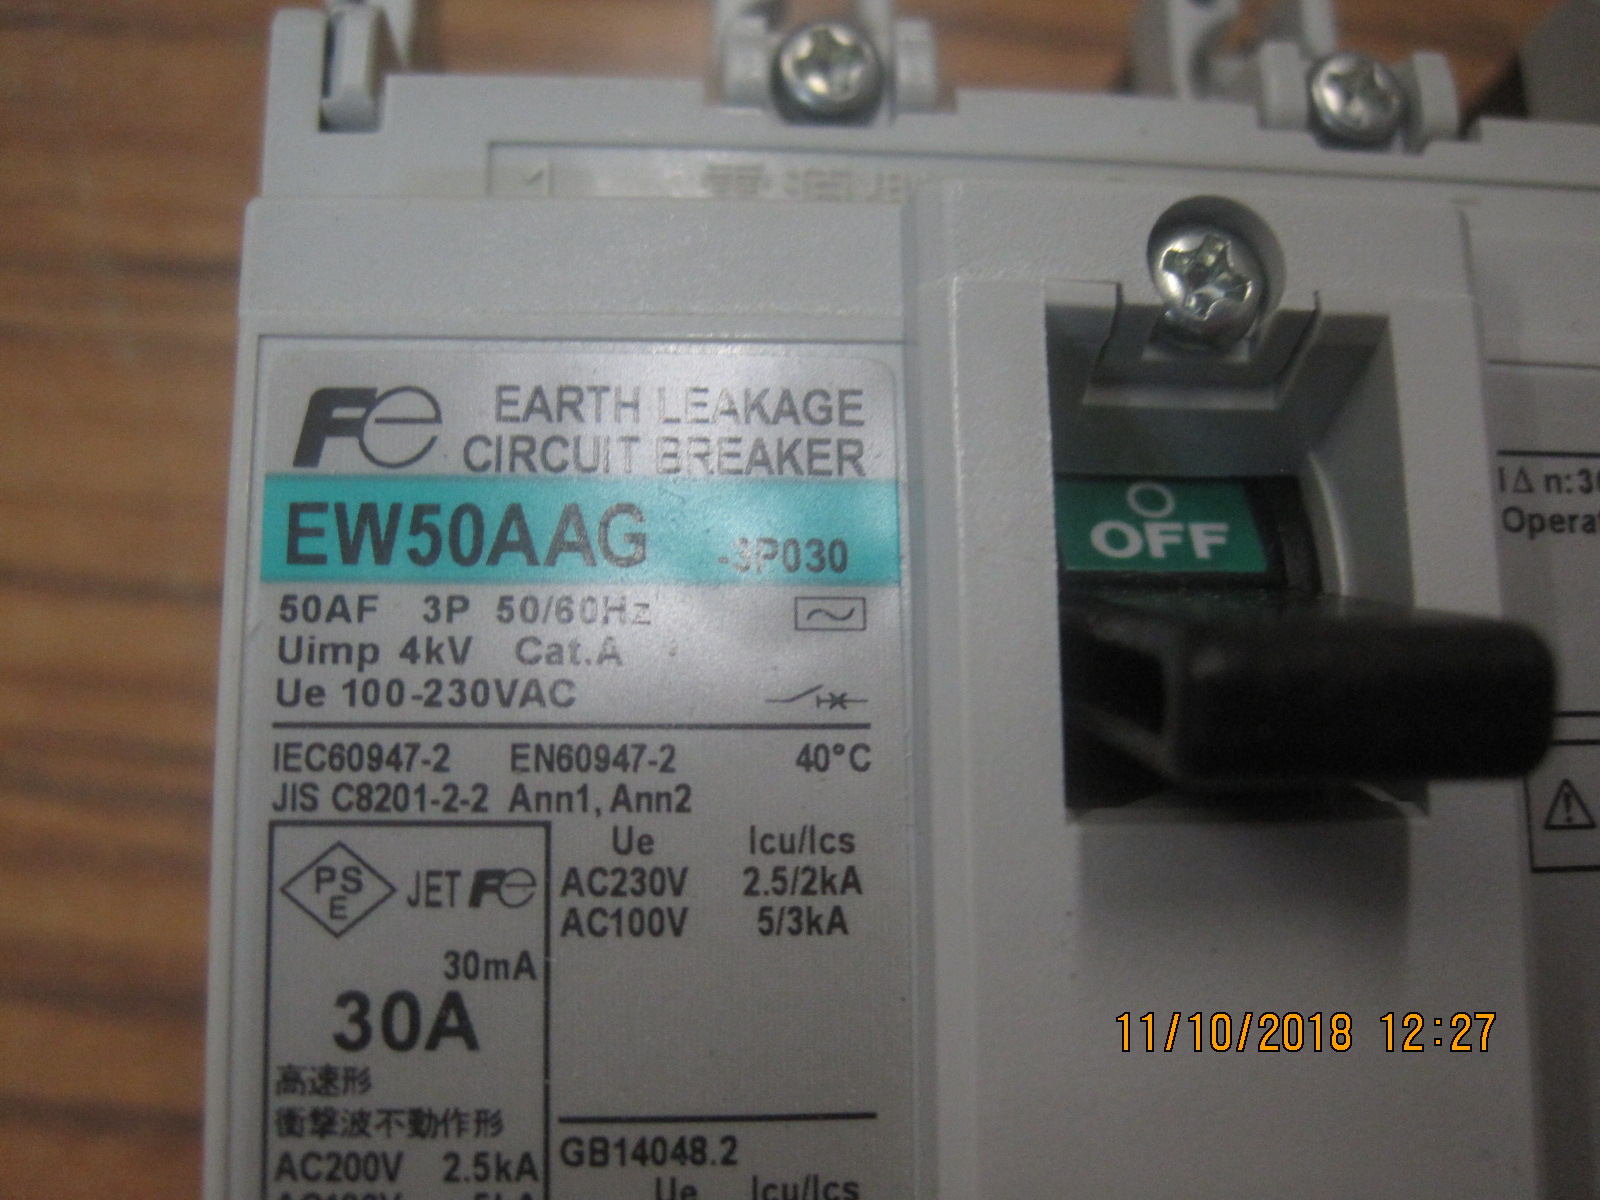 Fe EARTH LEAKAGE
CIRCUIT BREAKER
EW50AAG -3P030
50AF 3P 50/60Hz
Uimp 4kV Cat.A
Ue 100-230VAC
IEC60947-2 EN60947-2 40°C
JIS C8201-2-2 Ann1, Ann2
Ue Icu/Ics
AC230V 2.5/2kA
AC100V 5/3kA
PS
E
JET Fe
30mA
30A
高速形
衝撃波不動作形
AC200V 2.5kA
GB14048.2
Ue Icu/Ics
1
OFF
I∆n:30
Opera
11/10/2018 12:27